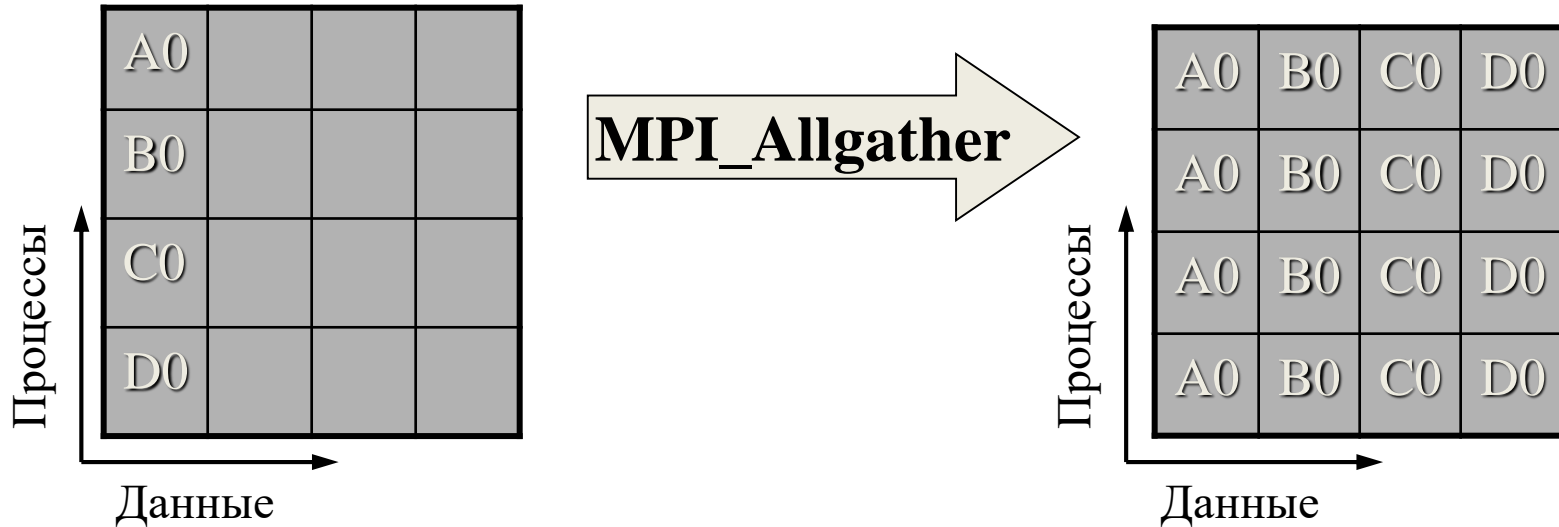 A0
B0
C0
D0
Процессы
Данные
MPI_Allgather
A0 B0 C0 D0
A0 B0 C0 D0
A0 B0 C0 D0
A0 B0 C0 D0
Процессы
Данные